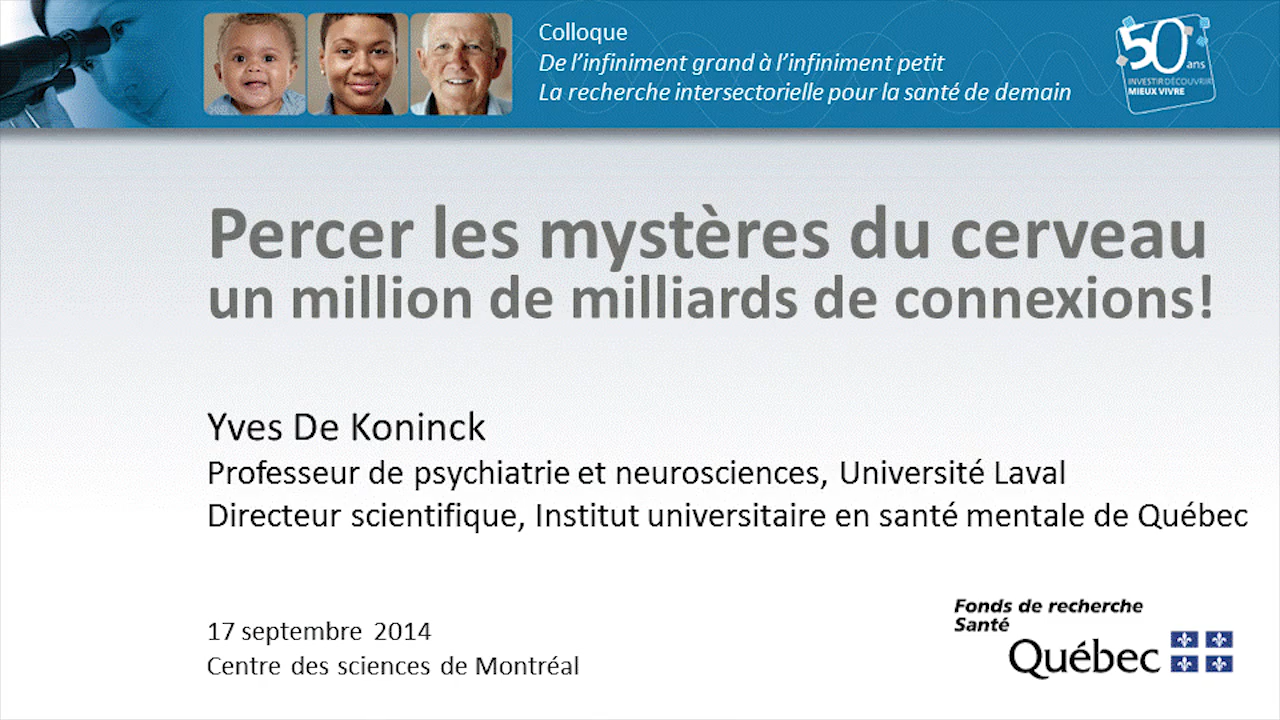 Colloque
De l’infiniment grand à l’infiniment petit
La recherche intersectorielle pour la santé de demain
50 ans
INVESTIR DÉCOUVRIR
MIEUX VIVRE
Percer les mystères du cerveau
un million de milliards de connexions!
Yves De Koninck
Professeur de psychiatrie et neurosciences, Université Laval
Directeur scientifique, Institut universitaire en santé mentale de Québec
17 septembre 2014
Centre des sciences de Montréal
Fonds de recherche
Santé
Québec